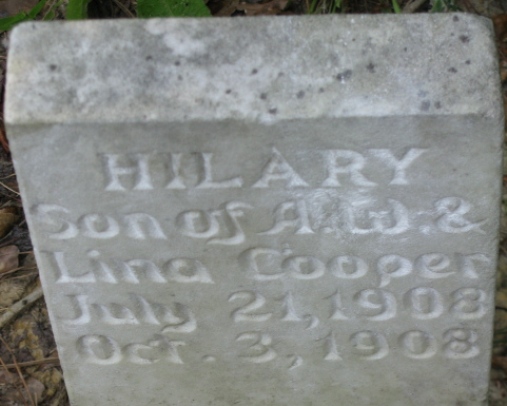 HILARY
Son of A.W. &
Lina Cooper
July 21, 1908
Oct. 3, 1908